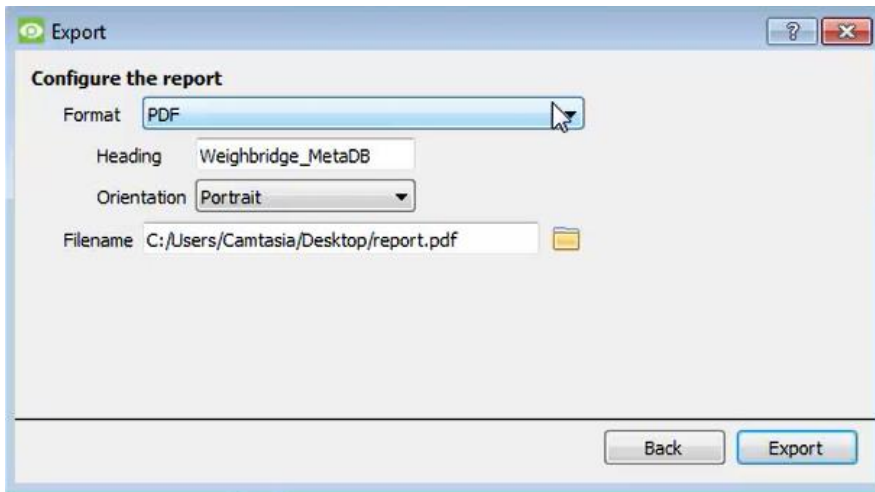 Export
Configure the report
Format PDF
Heading Weighbridge_MetaDB
Orientation Portrait
Filename C:/Users/Camtasia/Desktop/report.pdf
Back Export